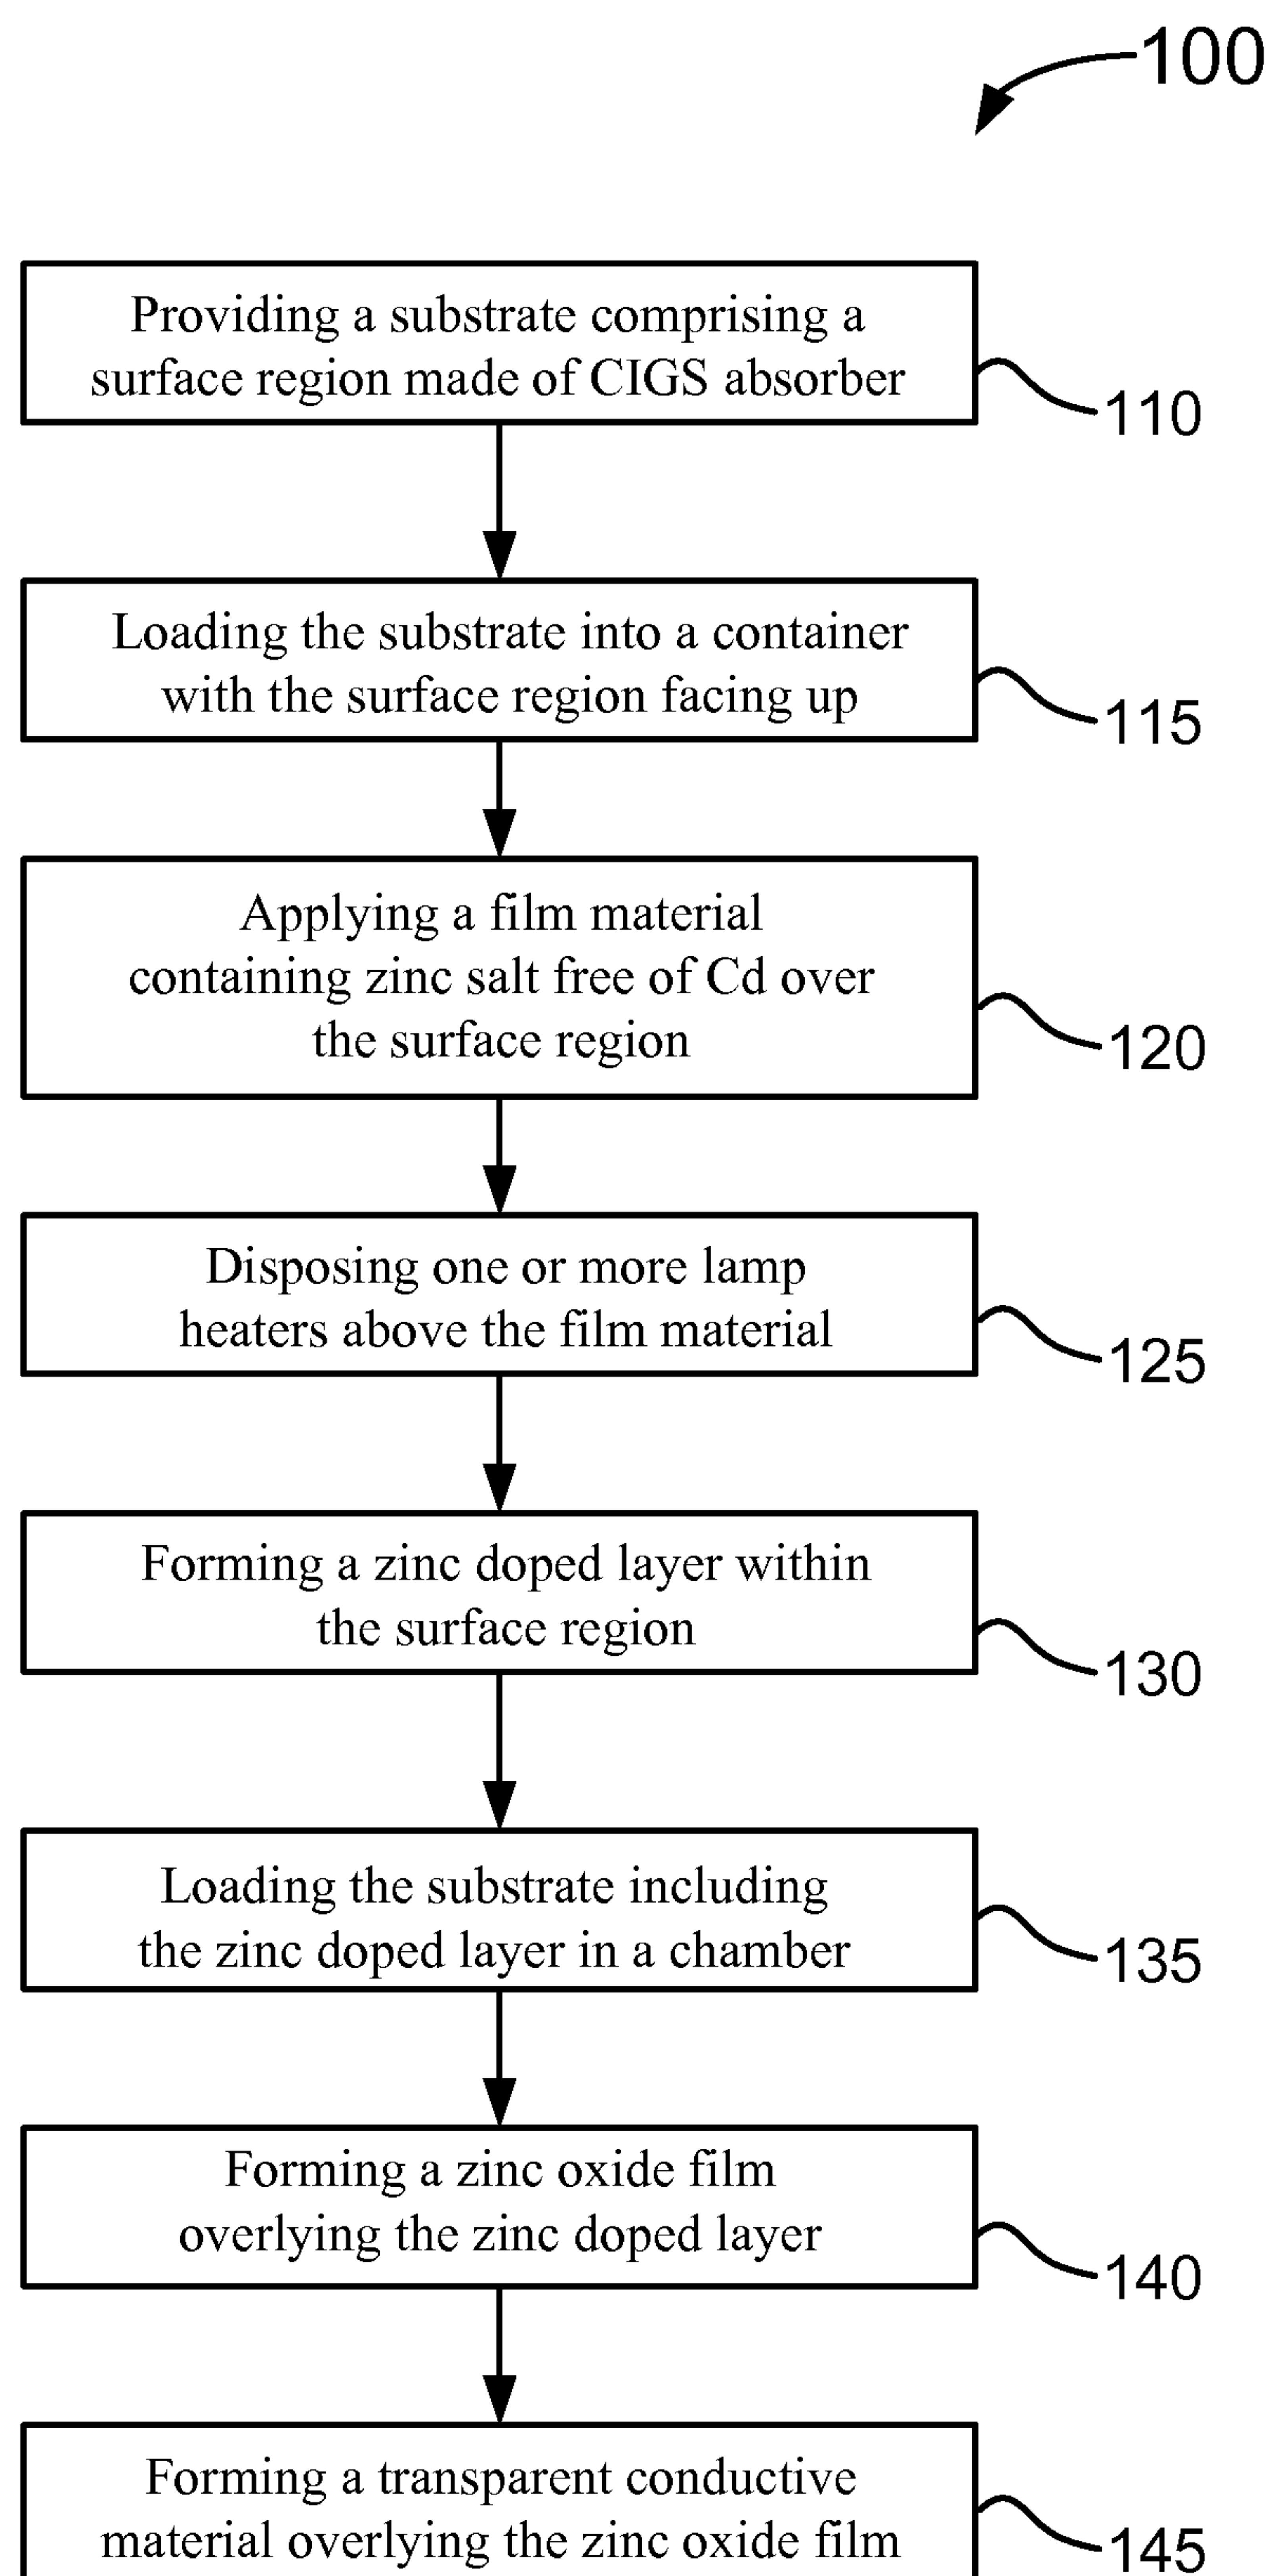 100
Providing a substrate comprising a
surface region made of CIGS absorber
110
Loading the substrate into a container
with the surface region facing up
115
Applying a film material
containing zinc salt free of Cd over
the surface region
120
Disposing one or more lamp
heaters above the film material
125
Forming a zinc doped layer within
the surface region
130
Loading the substrate including
the zinc doped layer in a chamber
135
Forming a zinc oxide film
overlying the zinc doped layer
140
Forming a transparent conductive
material overlying the zinc oxide film
145